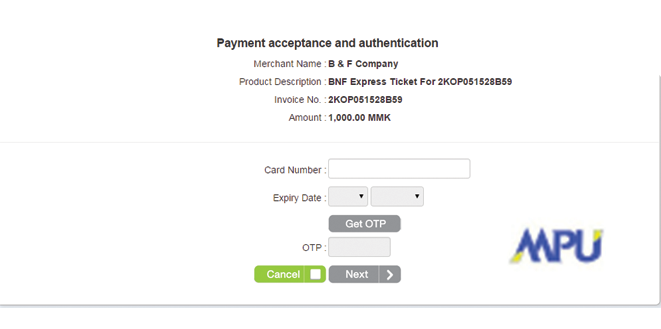 Payment acceptance and authentication
Merchant Name : B & F Company
Product Description : BNF Express Ticket For 2KOP051528B59
Invoice No. : 2KOP051528B59
Amount : 1,000.00 MMK
Card Number :
Expiry Date :
Get OTP
OTP :
MPU
Cancel Next